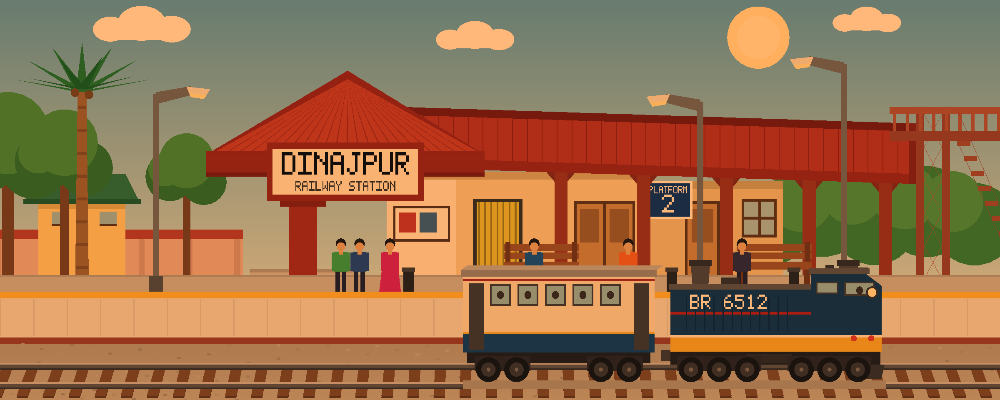 DINAJPUR
RAILWAY STATION
PLATFORM
2
BR 6512